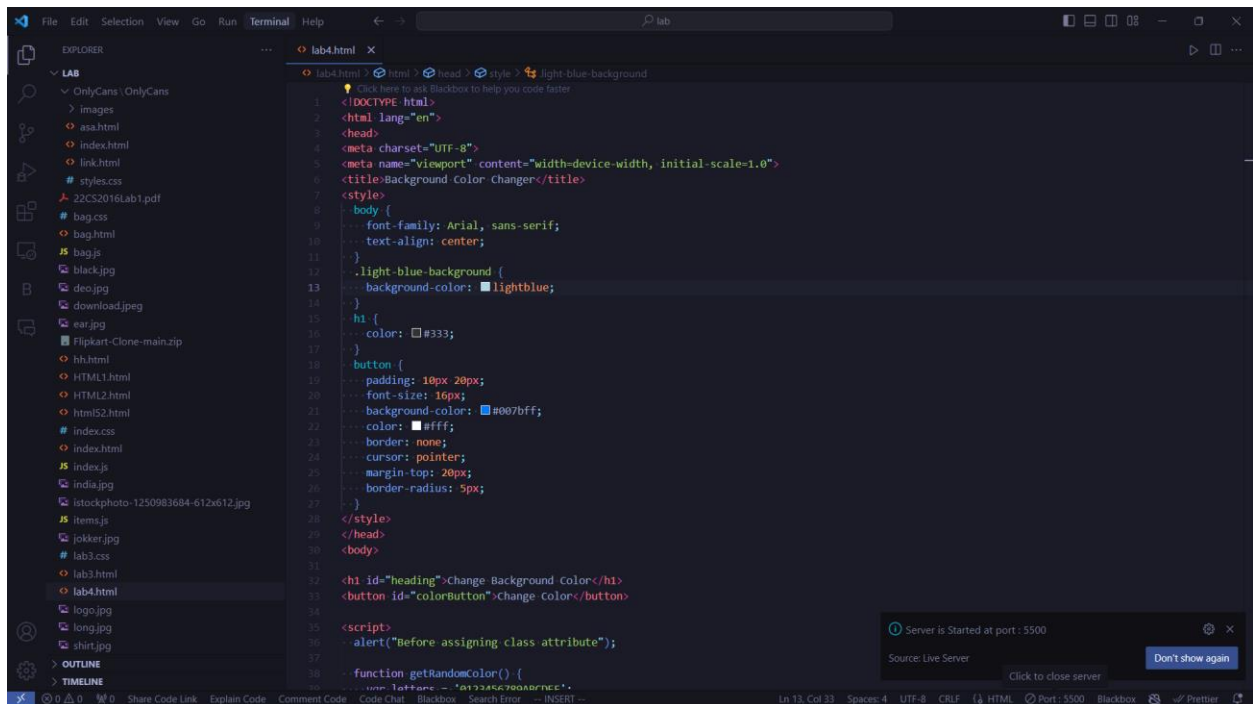 File Edit Selection View Go Run Terminal Help
lab
EXPLORER
LAB
OnlyCans\OnlyCans
images
asa.html
index.html
link.html
# styles.css
22CS2016Lab1.pdf
# bag.css
bag.html
JS bag.js
black.jpg
deo.jpg
download.jpeg
ear.jpg
Flipkart-Clone-main.zip
hh.html
HTML1.html
HTML2.html
html52.html
# index.css
index.html
JS index.js
india.jpg
istockphoto-1250983684-612x612.jpg
JS items.js
jokker.jpg
# lab3.css
lab3.html
lab4.html
logo.jpg
long.jpg
shirt.jpg
OUTLINE
TIMELINE
lab4.html
lab4.html > html > head > style > .light-blue-background
Click here to ask Blackbox to help you code faster
1 <!DOCTYPE html>
2 <html lang="en">
3 <head>
4 <meta charset="UTF-8">
5 <meta name="viewport" content="width=device-width, initial-scale=1.0">
6 <title>Background Color Changer</title>
7 <style>
8 body {
9 font-family: Arial, sans-serif;
10 text-align: center;
11 }
12 .light-blue-background {
13 background-color: lightblue;
14 }
15 h1 {
16 color: #333;
17 }
18 button {
19 padding: 10px 20px;
20 font-size: 16px;
21 background-color: #007bff;
22 color: #fff;
23 border: none;
24 cursor: pointer;
25 margin-top: 20px;
26 border-radius: 5px;
27 }
28 </style>
29 </head>
30 <body>
31
32 <h1 id="heading">Change Background Color</h1>
33 <button id="colorButton">Change Color</button>
34
35 <script>
36 alert("Before assigning class attribute");
37
38 function getRandomColor() {
39 var letters = '0123456789ABCDEF';
Server is Started at port : 5500
Source: Live Server
Don't show again
Click to close server
0 0 0 Share Code Link Explain Code Comment Code Code Chat Blackbox Search Error -- INSERT -- Ln 13, Col 33 Spaces: 4 UTF-8 CRLF HTML Port : 5500 Blackbox Prettier